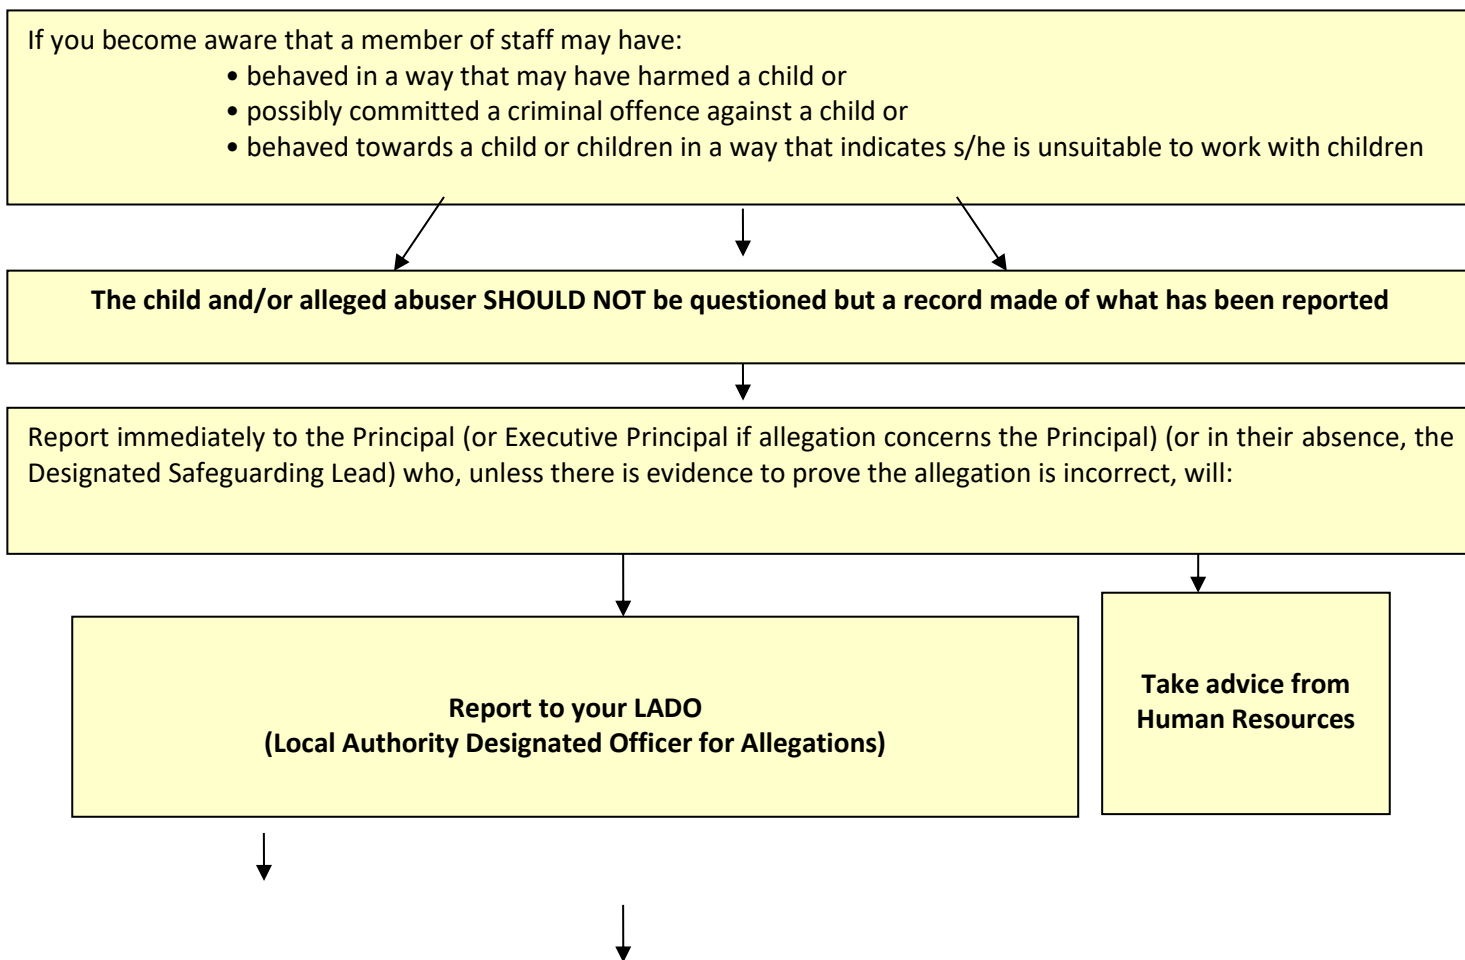 If you become aware that a member of staff may have:
• behaved in a way that may have harmed a child or
• possibly committed a criminal offence against a child or
• behaved towards a child or children in a way that indicates s/he is unsuitable to work with children
The child and/or alleged abuser SHOULD NOT be questioned but a record made of what has been reported
Report immediately to the Principal (or Executive Principal if allegation concerns the Principal) (or in their absence, the
Designated Safeguarding Lead) who, unless there is evidence to prove the allegation is incorrect, will:
Report to your LADO
(Local Authority Designated Officer for Allegations)
Take advice from
Human Resources